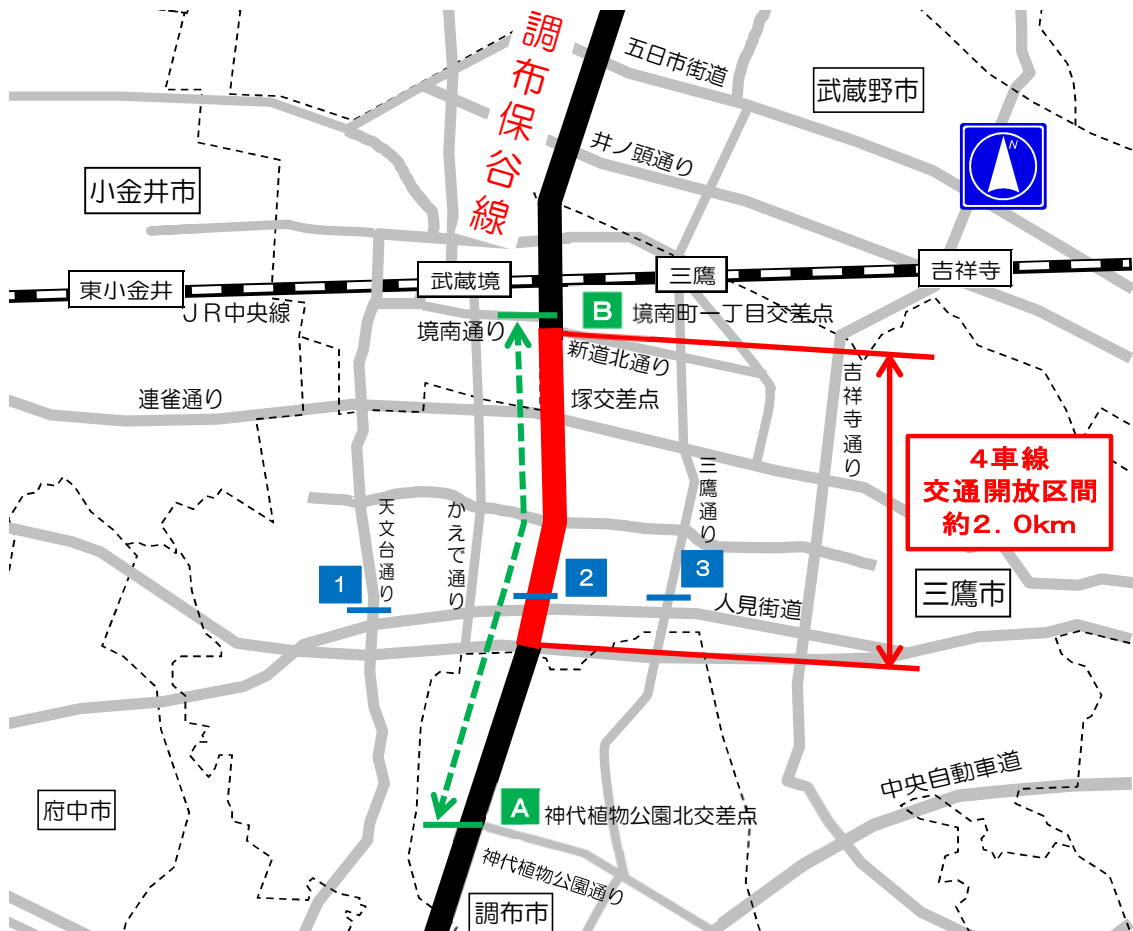 調布保谷線
五日市街道
武蔵野市
井ノ頭通り
N
小金井市
東小金井
武蔵境
三鷹
吉祥寺
JR中央線
B 境南町一丁目交差点
境南通り
新道北通り
吉祥寺通り
連雀通り
塚交差点
4車線
交通開放区間
約2.0km
三鷹通り
天文台通り
かえで通り
1
2
3
人見街道
三鷹市
中央自動車道
府中市
A 神代植物公園北交差点
神代植物公園通り
調布市